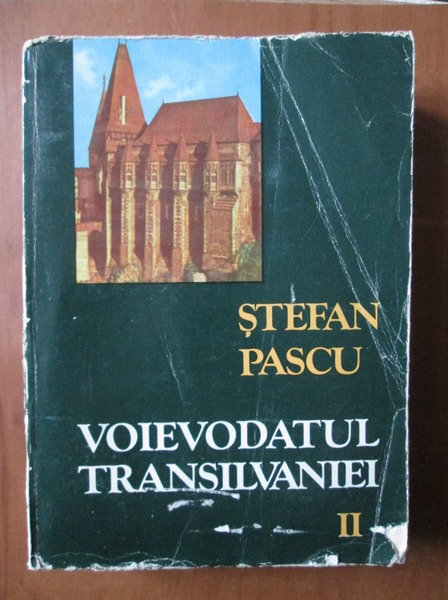 ȘTEFAN
PASCU
VOIEVODATUL
TRANSILVANIEI
II